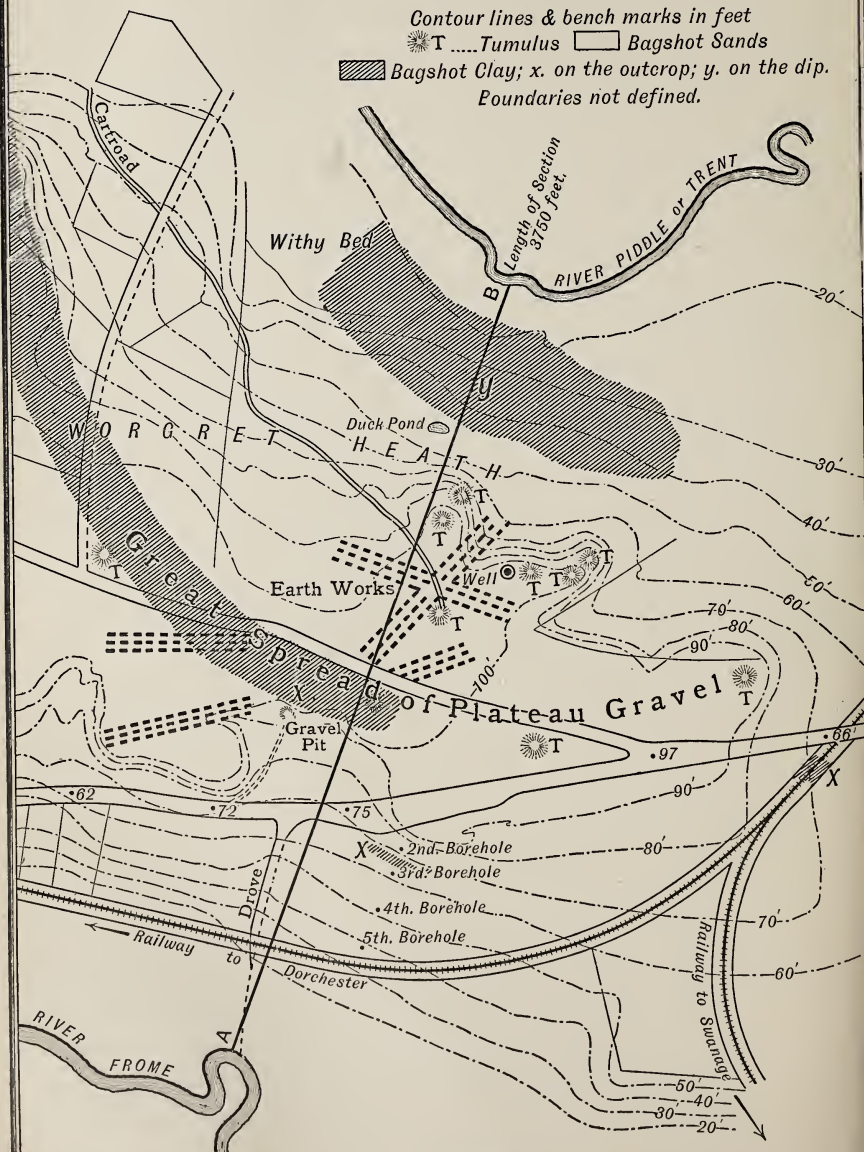 Contour lines & bench marks in feet
T ..... Tumulus Bagshot Sands
Bagshot Clay; x. on the outcrop; y. on the dip.
Boundaries not defined.
Cartroad
Length of Section
3750 feet.
RIVER PIDDLE or TRENT
Withy Bed
B
20'
y
Duck Pond
WORGRET
HEATH
30'
T
40'
T
Well
T
T
T
50'
T
Earth Works
60'
T
70'
80'
90'
100
T
Great Spread of Plateau Gravel
X
Gravel
Pit
T
97
66'
X
62
72
75
90'
X
2nd. Borehole
80'
3rd. Borehole
4th. Borehole
5th. Borehole
70'
Drove
Railway to Dorchester
60'
Railway to Swanage
A
RIVER FROME
50'
40'
30'
20'